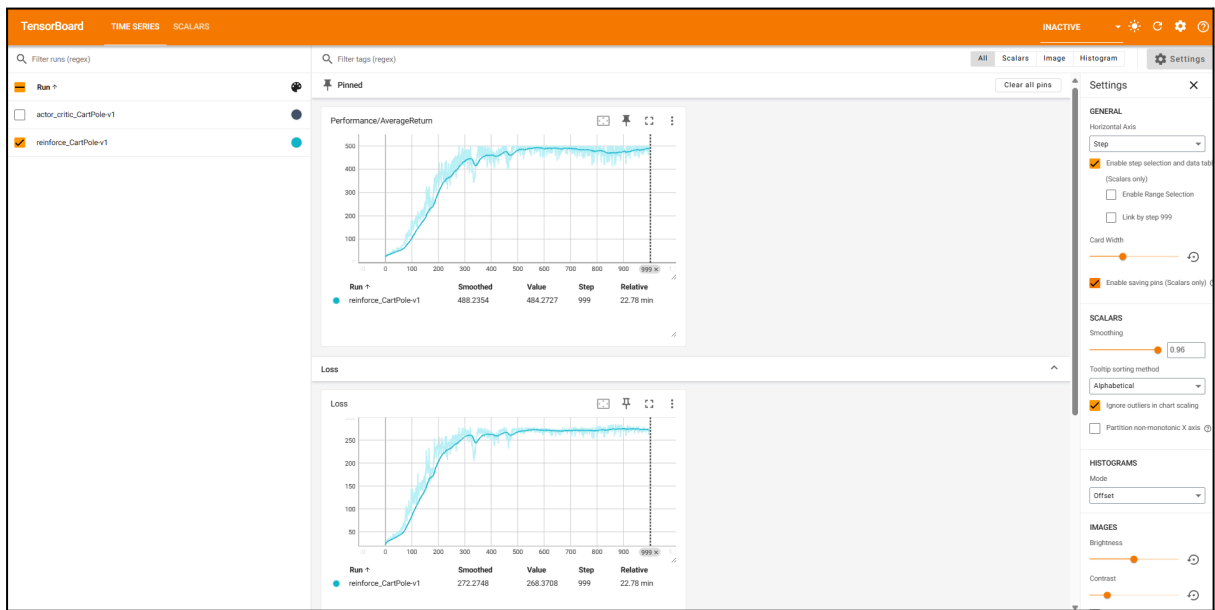 TensorBoard TIME SERIES SCALARS INACTIVE
Filter runs (regex)
Run ↑
actor_critic_CartPole-v1
reinforce_CartPole-v1
Filter tags (regex)
All Scalars Image Histogram
Settings
Pinned
Clear all pins
Performance/AverageReturn
500
400
300
200
100
0 100 200 300 400 500 600 700 800 900 999 ×
Run ↑ Smoothed Value Step Relative
reinforce_CartPole-v1 488.2354 484.2727 999 22.78 min
Loss
Loss
250
200
150
100
50
0 100 200 300 400 500 600 700 800 900 999 ×
Run ↑ Smoothed Value Step Relative
reinforce_CartPole-v1 272.2748 268.3708 999 22.78 min
Settings
GENERAL
Horizontal Axis
Step
Enable step selection and data tab
(Scalars only)
Enable Range Selection
Link by step 999
Card Width
Enable saving pins (Scalars only)
SCALARS
Smoothing
0.96
Tooltip sorting method
Alphabetical
Ignore outliers in chart scaling
Partition non-monotonic X axis
HISTOGRAMS
Mode
Offset
IMAGES
Brightness
Contrast